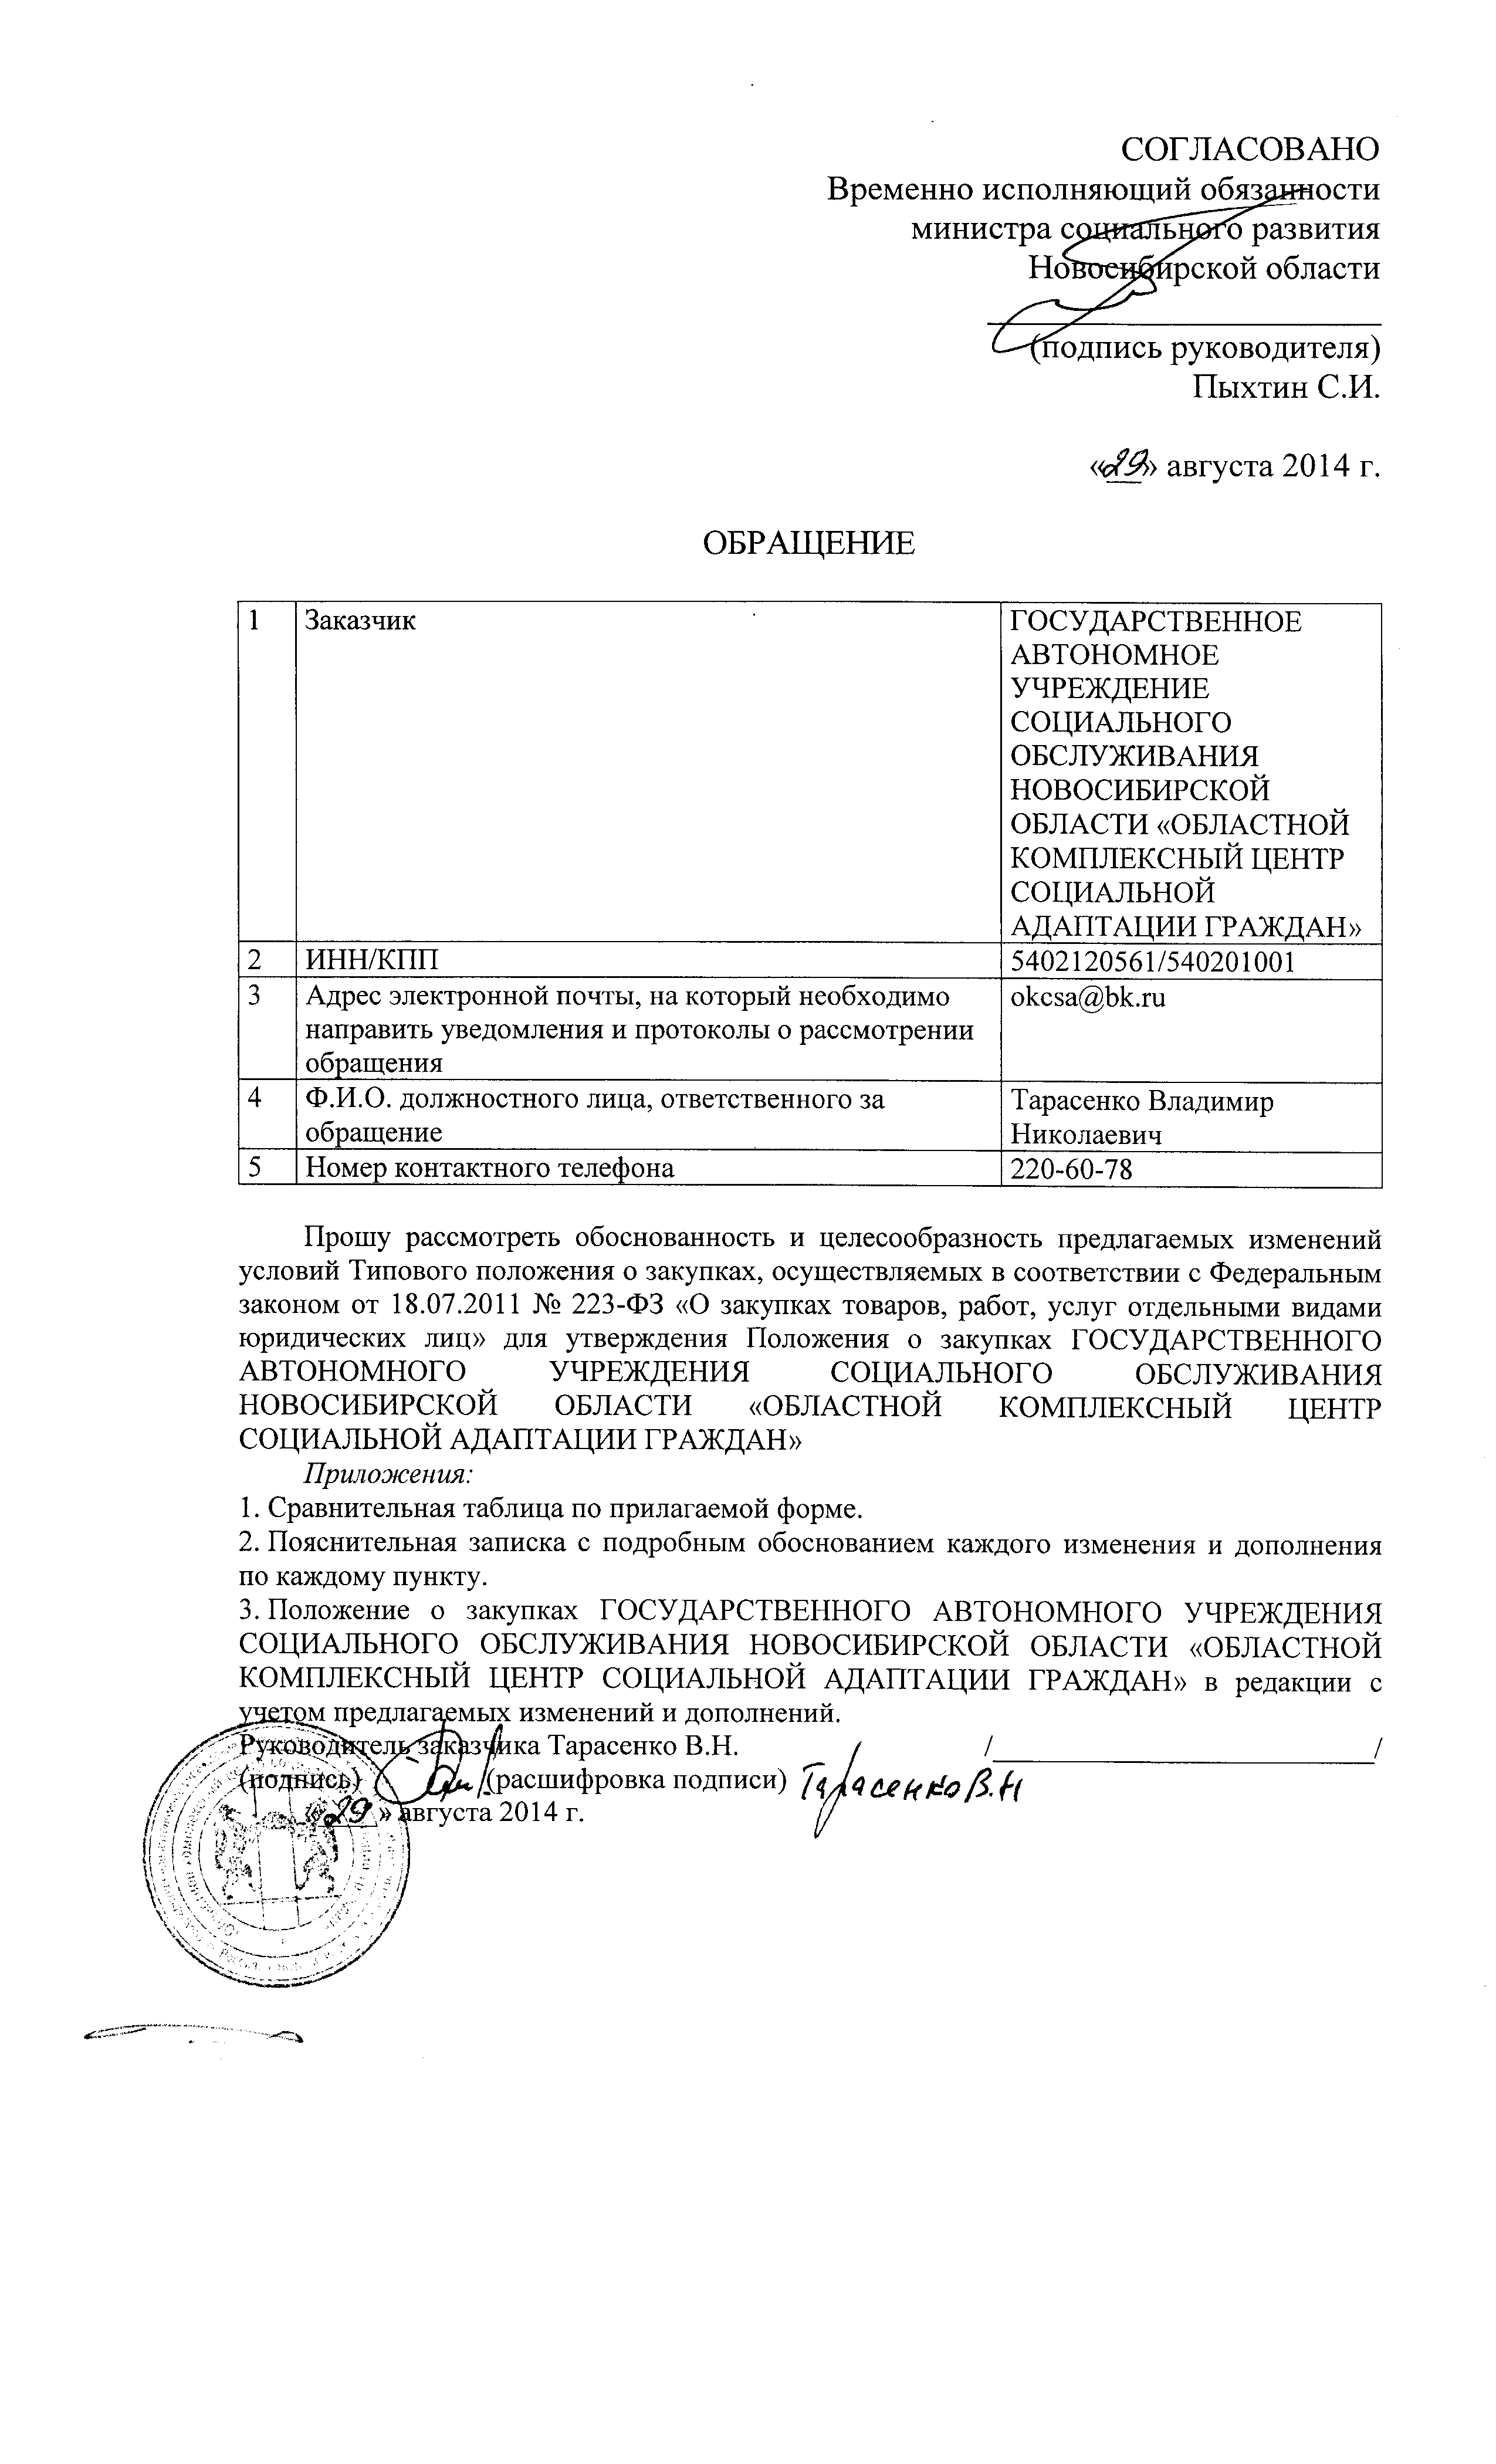 СОГЛАСОВАНО
Временно исполняющий обязанности
министра социального развития
Новосибирской области
(подпись руководителя)
Пыхтин С.И.
«29» августа 2014 г.
ОБРАЩЕНИЕ
1 Заказчик ГОСУДАРСТВЕННОЕ
АВТОНОМНОЕ
УЧРЕЖДЕНИЕ
СОЦИАЛЬНОГО
ОБСЛУЖИВАНИЯ
НОВОСИБИРСКОЙ
ОБЛАСТИ «ОБЛАСТНОЙ
КОМПЛЕКСНЫЙ ЦЕНТР
СОЦИАЛЬНОЙ
АДАПТАЦИИ ГРАЖДАН»
2 ИНН/КПП 5402120561/540201001
3 Адрес электронной почты, на который необходимо okcsa@bk.ru
направить уведомления и протоколы о рассмотрении
обращения
4 Ф.И.О. должностного лица, ответственного за Тарасенко Владимир
обращение Николаевич
5 Номер контактного телефона 220-60-78
Прошу рассмотреть обоснованность и целесообразность предлагаемых изменений
условий Типового положения о закупках, осуществляемых в соответствии с Федеральным
законом от 18.07.2011 № 223-ФЗ «О закупках товаров, работ, услуг отдельными видами
юридических лиц» для утверждения Положения о закупках ГОСУДАРСТВЕННОГО
АВТОНОМНОГО УЧРЕЖДЕНИЯ СОЦИАЛЬНОГО ОБСЛУЖИВАНИЯ
НОВОСИБИРСКОЙ ОБЛАСТИ «ОБЛАСТНОЙ КОМПЛЕКСНЫЙ ЦЕНТР
СОЦИАЛЬНОЙ АДАПТАЦИИ ГРАЖДАН»
Приложения:
1. Сравнительная таблица по прилагаемой форме.
2. Пояснительная записка с подробным обоснованием каждого изменения и дополнения
по каждому пункту.
3. Положение о закупках ГОСУДАРСТВЕННОГО АВТОНОМНОГО УЧРЕЖДЕНИЯ
СОЦИАЛЬНОГО ОБСЛУЖИВАНИЯ НОВОСИБИРСКОЙ ОБЛАСТИ «ОБЛАСТНОЙ
КОМПЛЕКСНЫЙ ЦЕНТР СОЦИАЛЬНОЙ АДАПТАЦИИ ГРАЖДАН» в редакции с
учетом предлагаемых изменений и дополнений.
Руководитель заказчика Тарасенко В.Н. / /
(подпись) (расшифровка подписи) Тарасенко В.Н
«29» августа 2014 г.